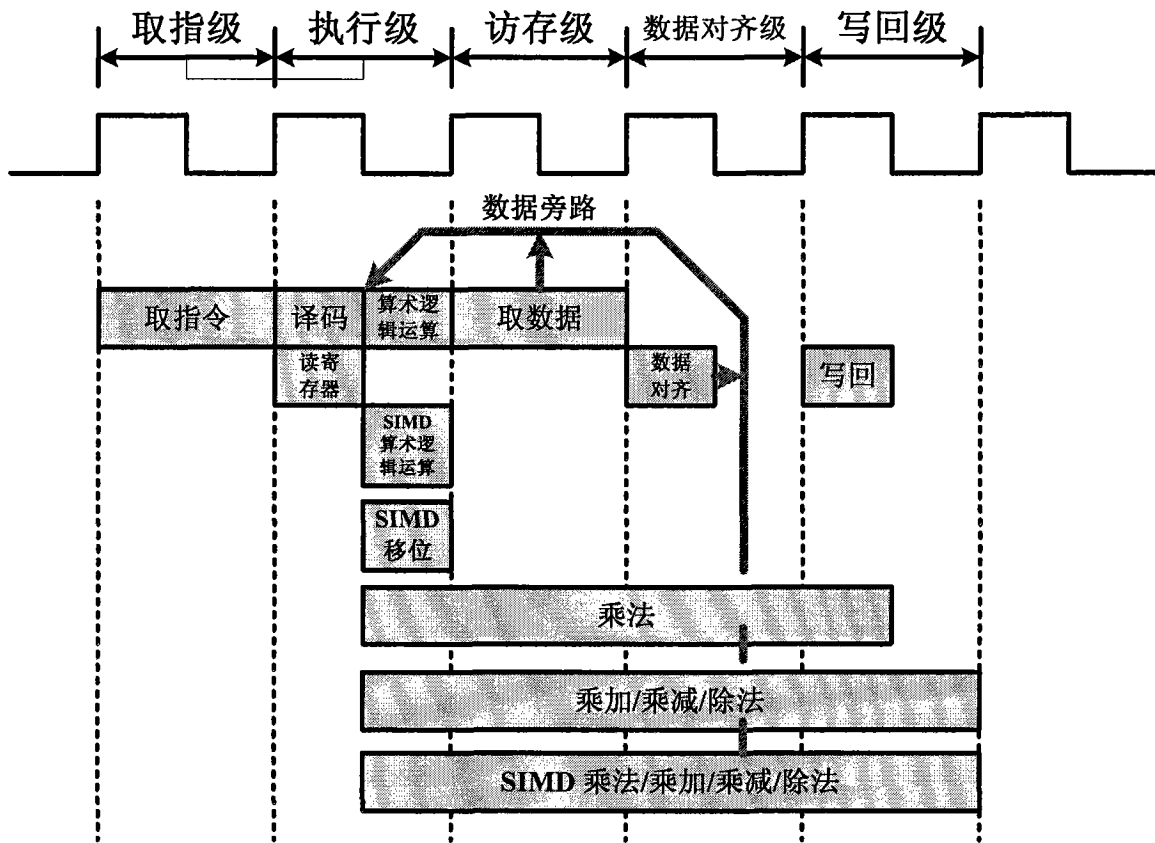 取指级
执行级
访存级
数据对齐级
写回级
数据旁路
取指令
译码
算术逻
辑运算
取数据
读寄
存器
数据
对齐
写回
SIMD
算术逻
辑运算
SIMD
移位
乘法
乘加/乘减/除法
SIMD 乘法/乘加/乘减/除法